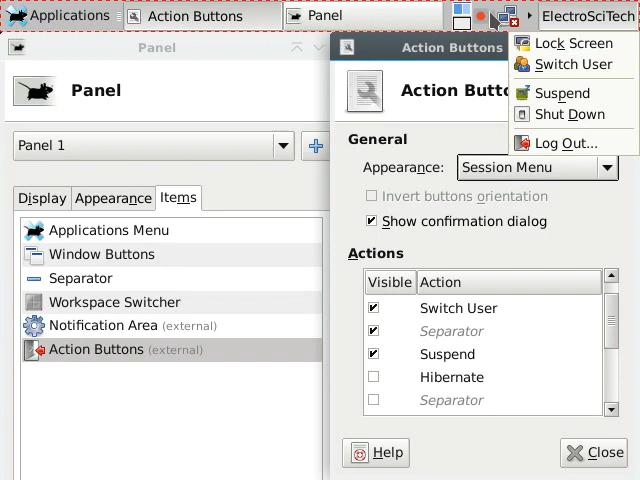 Applications
Action Buttons
Panel
ElectroSciTech
Lock Screen
Switch User
Suspend
Shut Down
Log Out...
Panel
Panel
Panel 1
Display
Appearance
Items
Applications Menu
Window Buttons
Separator
Workspace Switcher
Notification Area (external)
Action Buttons (external)
Action Buttons
General
Appearance: Session Menu
Invert buttons orientation
Show confirmation dialog
Actions
Visible Action
Switch User
Separator
Suspend
Hibernate
Separator
Help
Close